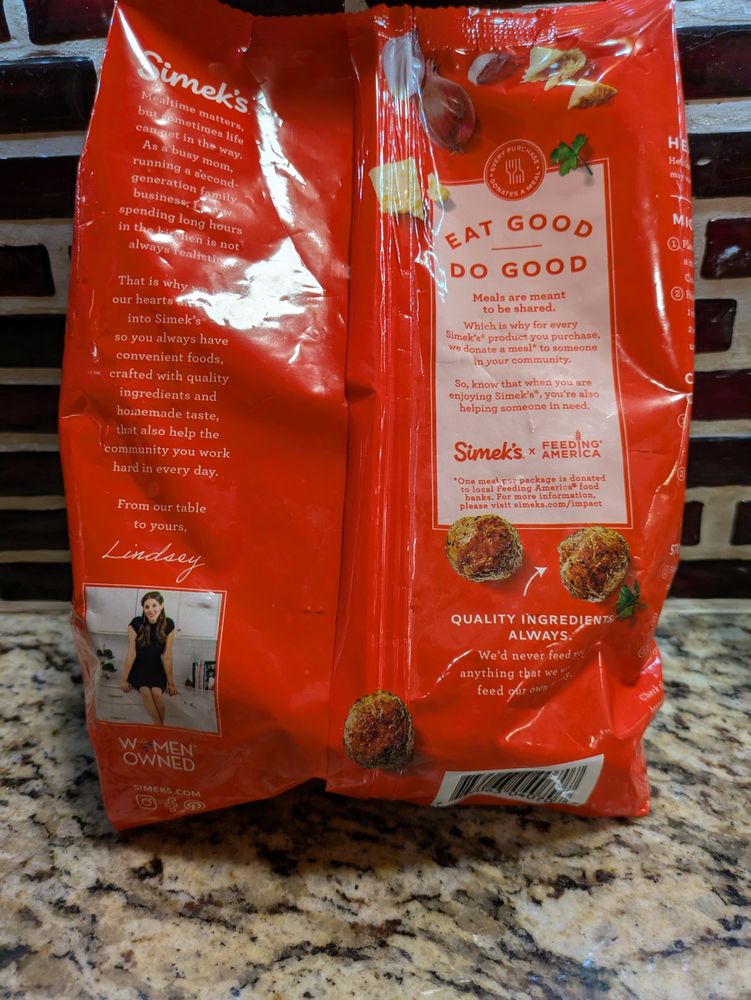 Simek's
Mealtime matters,
but sometimes life
can get in the way.
As a busy mom,
running a second-
generation family
business,
spending long hours
in the kitchen is not
always realistic.
That is why
our hearts
into Simek's®
so you always have
convenient foods,
crafted with quality
ingredients and
homemade taste,
that also help the
community you work
hard in every day.
From our table
to yours,
Lindsey
WOMEN
OWNED
SIMEKS.COM
EVERY PURCHASE
DONATES A MEAL
EAT GOOD
DO GOOD
Meals are meant
to be shared.
Which is why for every
Simek's® product you purchase,
we donate a meal* to someone
in your community.
So, know that when you are
enjoying Simek's®, you're also
helping someone in need.
Simek's. x FEEDING®
AMERICA
*One meal per package is donated
to local Feeding America® food
banks. For more information,
please visit simeks.com/impact
QUALITY INGREDIENTS
ALWAYS.
We'd never feed
anything that we
feed our own
HE
MIC
1
2